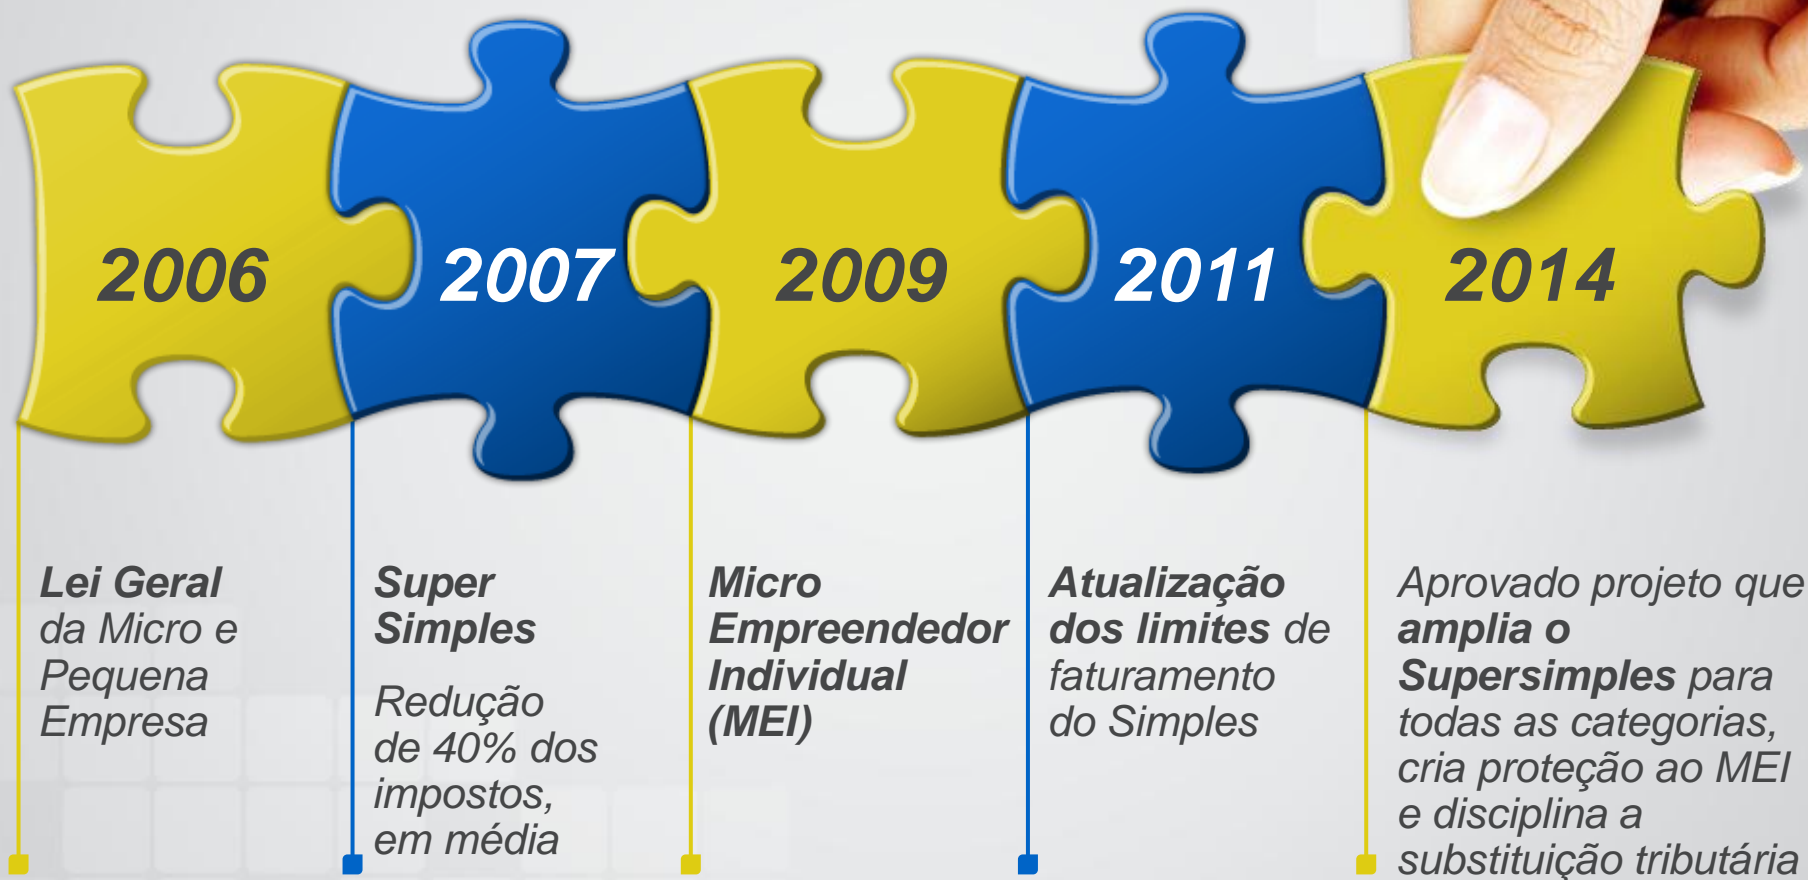 2006
2007
2009
2011
2014
Lei Geral
da Micro e
Pequena
Empresa
Super
Simples
Redução
de 40% dos
impostos,
em média
Micro
Empreendedor
Individual
(MEI)
Atualização
dos limites de
faturamento
do Simples
Aprovado projeto que
amplia o
Supersimples para
todas as categorias,
cria proteção ao MEI
e disciplina a
substituição tributária